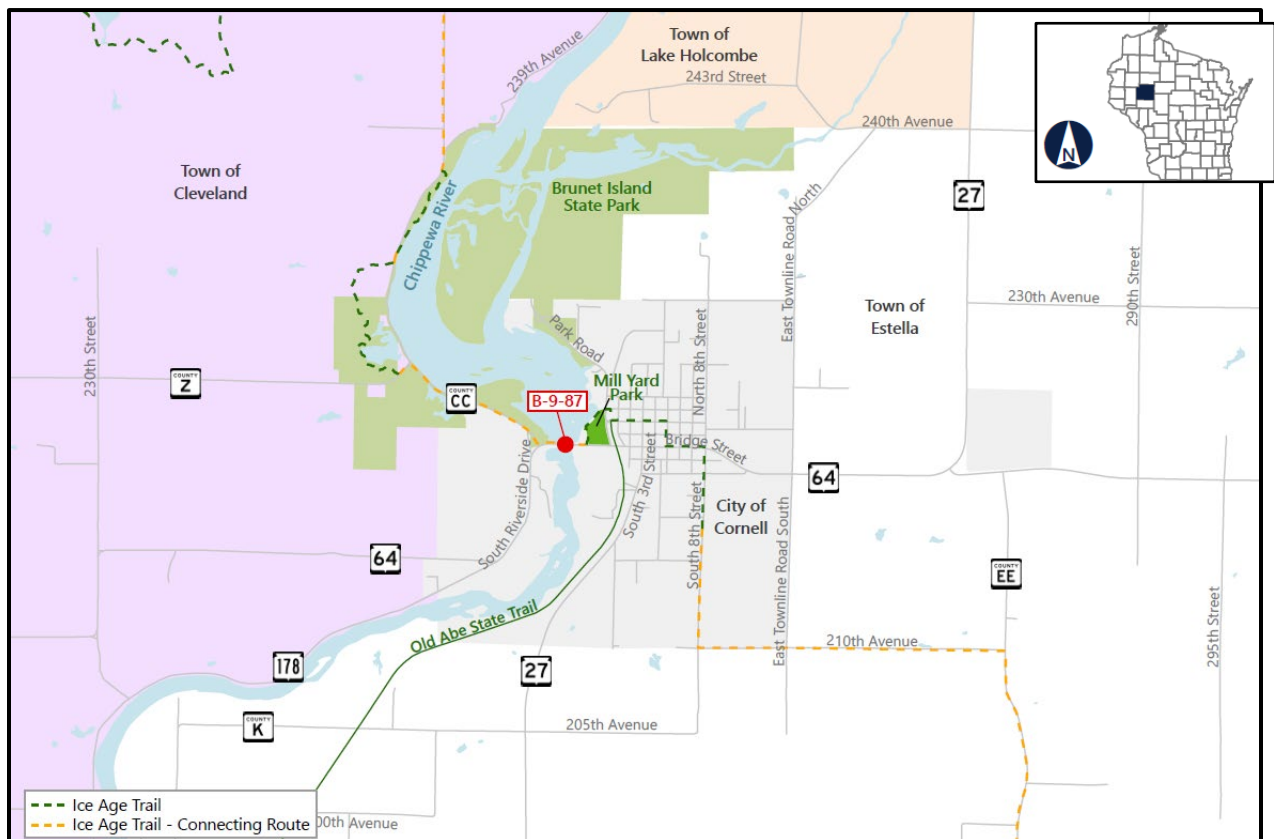 Town of
Lake Holcombe
239th Avenue
243rd Street
240th Avenue
N
Town of
Cleveland
Brunet Island
State Park
27
Chippewa River
East Townline Road North
230th Avenue
290th Street
Town of
Estella
230th Street
COUNTY
Z
COUNTY
CC
Park Road
Mill Yard
Park
North 8th Street
B-9-87
Bridge Street
64
South Riverside Drive
South 3rd Street
South 8th Street
City of
Cornell
East Townline Road South
64
COUNTY
EE
295th Street
Old Abe State Trail
210th Avenue
178
27
COUNTY
K
205th Avenue
Ice Age Trail
Ice Age Trail - Connecting Route
00th Avenue